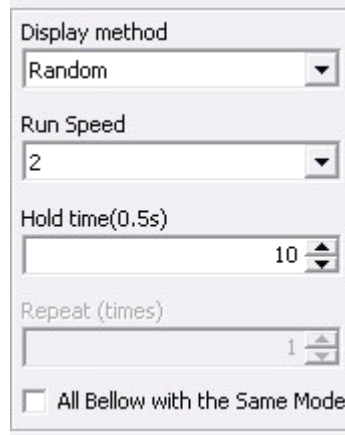 Display method
Random
Run Speed
2
Hold time(0.5s)
10
Repeat (times)
1
All Bellow with the Same Mode